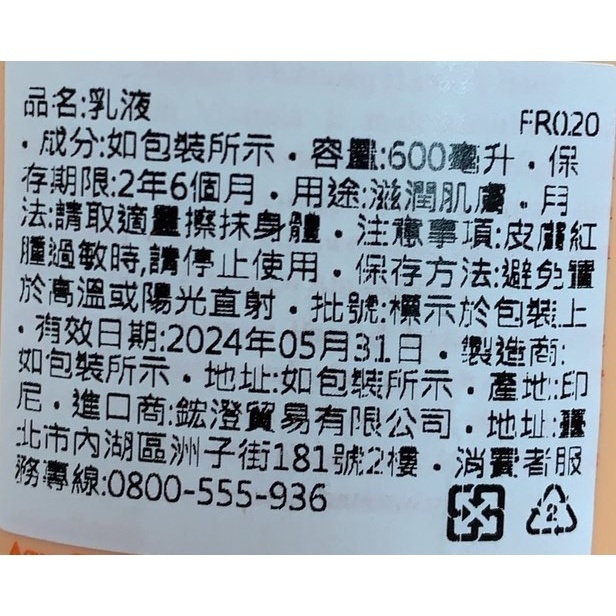 品名:乳液 FR020
・成分:如包裝所示・容量:600毫升・保
存期限:2年6個月・用途:滋潤肌膚・用
法:請取適量擦抹身體・注意事項:皮膚紅
腫過敏時,請停止使用・保存方法:避免置
於高溫或陽光直射・批號:標示於包裝上
・有效日期:2024年05月31日・製造商:
如包裝所示・地址:如包裝所示・產地:印
尼・進口商:鋐澄貿易有限公司・地址:臺
北市內湖區洲子街181號2樓・消費者服
務專線:0800-555-936
2